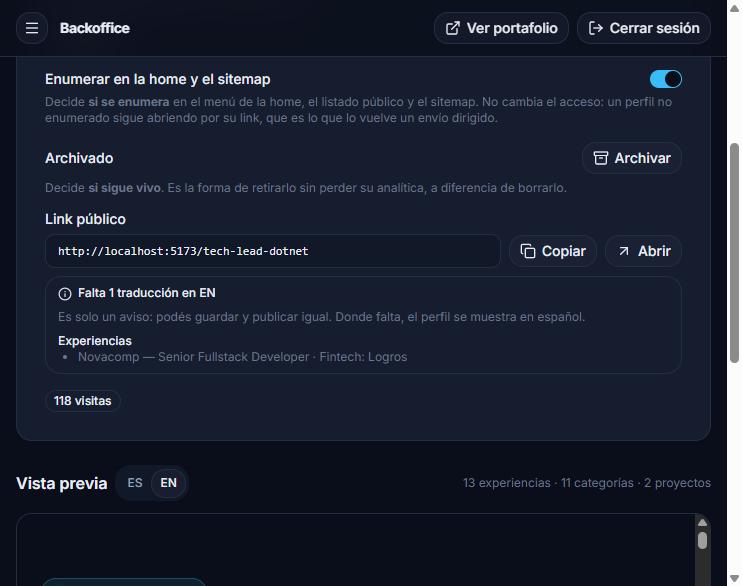 Backoffice
Ver portafolio
Cerrar sesión
Enumerar en la home y el sitemap
Decide si se enumera en el menú de la home, el listado público y el sitemap. No cambia el acceso: un perfil no
enumerado sigue abriendo por su link, que es lo que lo vuelve un envío dirigido.
Archivado
Archivar
Decide si sigue vivo. Es la forma de retirarlo sin perder su analítica, a diferencia de borrarlo.
Link público
http://localhost:5173/tech-lead-dotnet
Copiar
Abrir
Falta 1 traducción en EN
Es solo un aviso: podés guardar y publicar igual. Donde falta, el perfil se muestra en español.
Experiencias
• Novacomp — Senior Fullstack Developer · Fintech: Logros
118 visitas
Vista previa
ES
EN
13 experiencias · 11 categorías · 2 proyectos